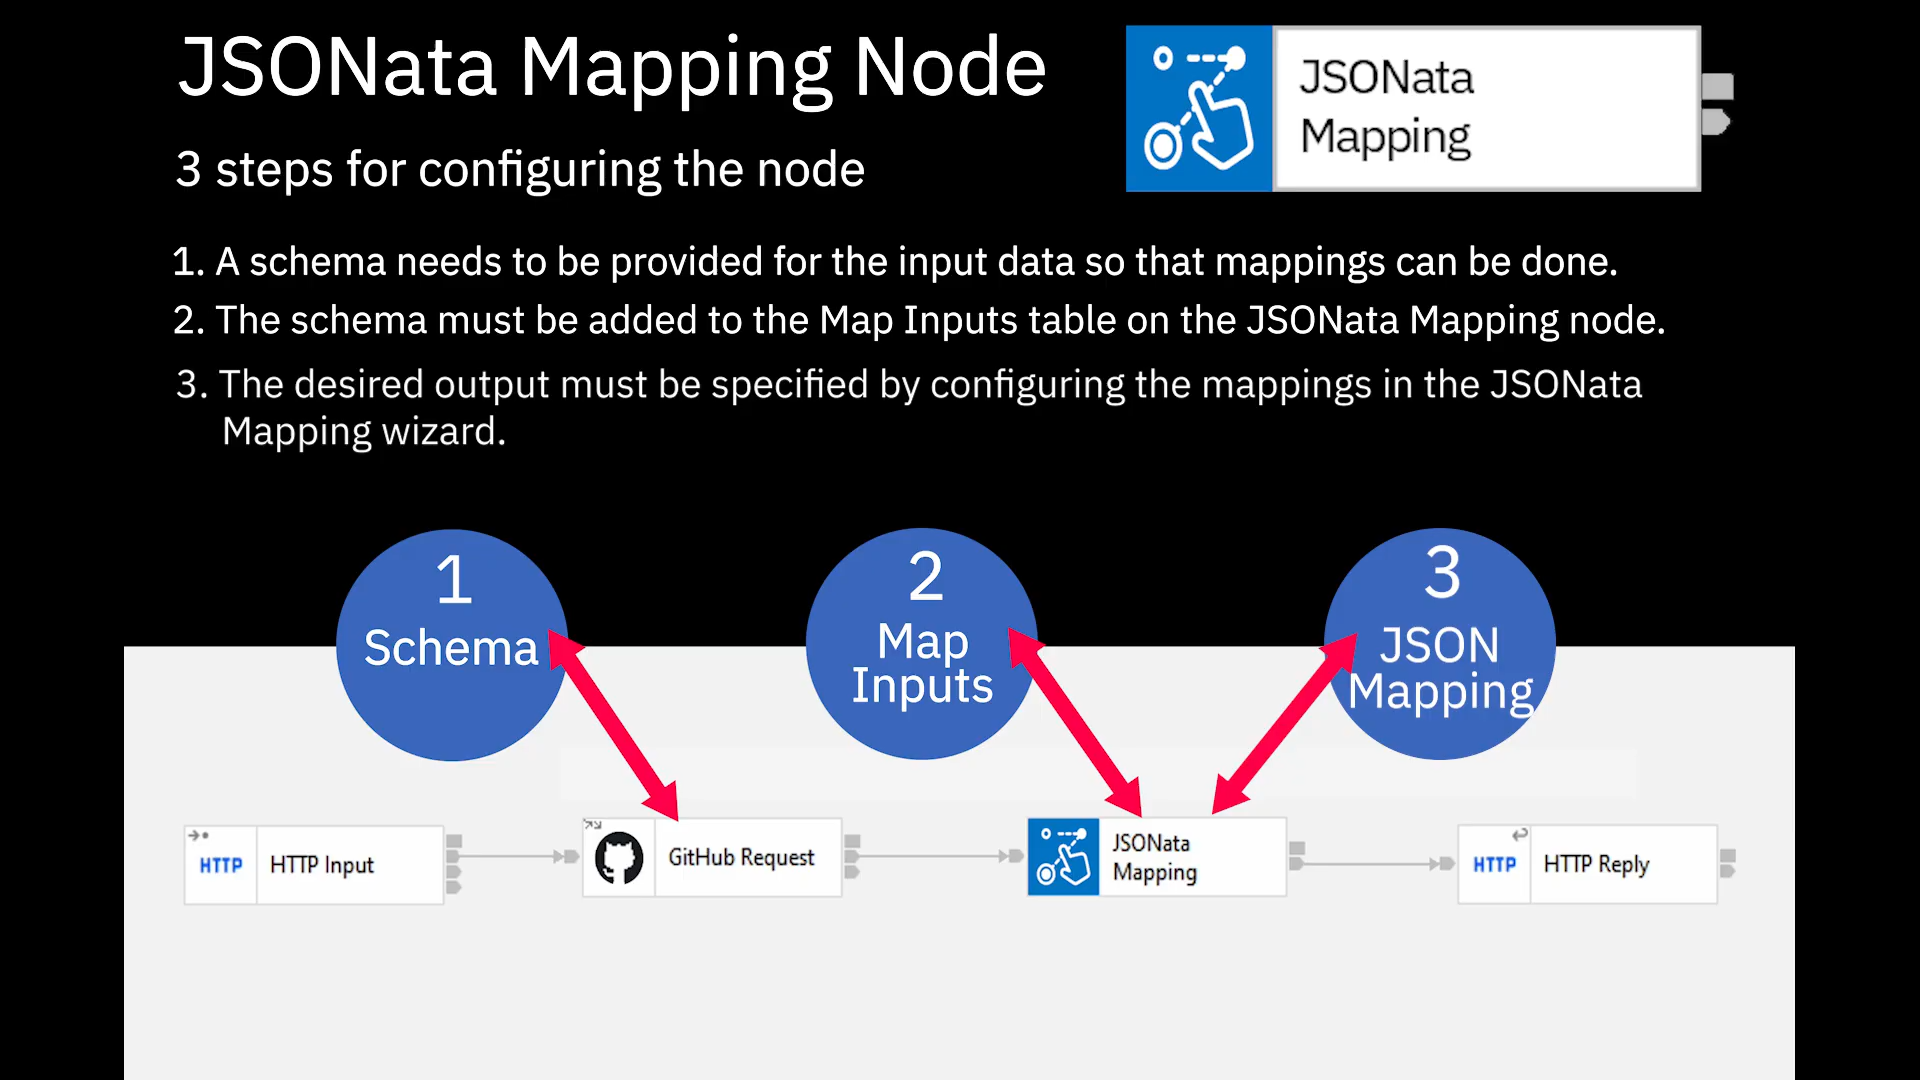 JSONata Mapping Node
JSONata
Mapping
3 steps for configuring the node
1. A schema needs to be provided for the input data so that mappings can be done.
2. The schema must be added to the Map Inputs table on the JSONata Mapping node.
3. The desired output must be specified by configuring the mappings in the JSONata
Mapping wizard.
1
Schema
2
Map
Inputs
3
JSON
Mapping
HTTP HTTP Input
GitHub Request
JSONata
Mapping
HTTP HTTP Reply